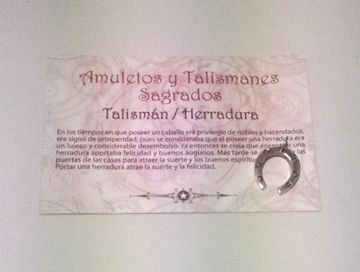 Amuletos y Talismanes
Sagrados
Talismán / Herradura
En los tiempos en que poseer un caballo era privilegio de nobles y hacendados,
era signo de prosperidad, pues se consideraba que el poseer una herradura era
un lujoso y considerable desembolso. Ya entonces se creía que encontrar una
herradura aportaba felicidad y buenos augurios. Más tarde se las
puertas de las casas para atraer la suerte y los buenos
Portar una herradura atrae la suerte y la felicidad.